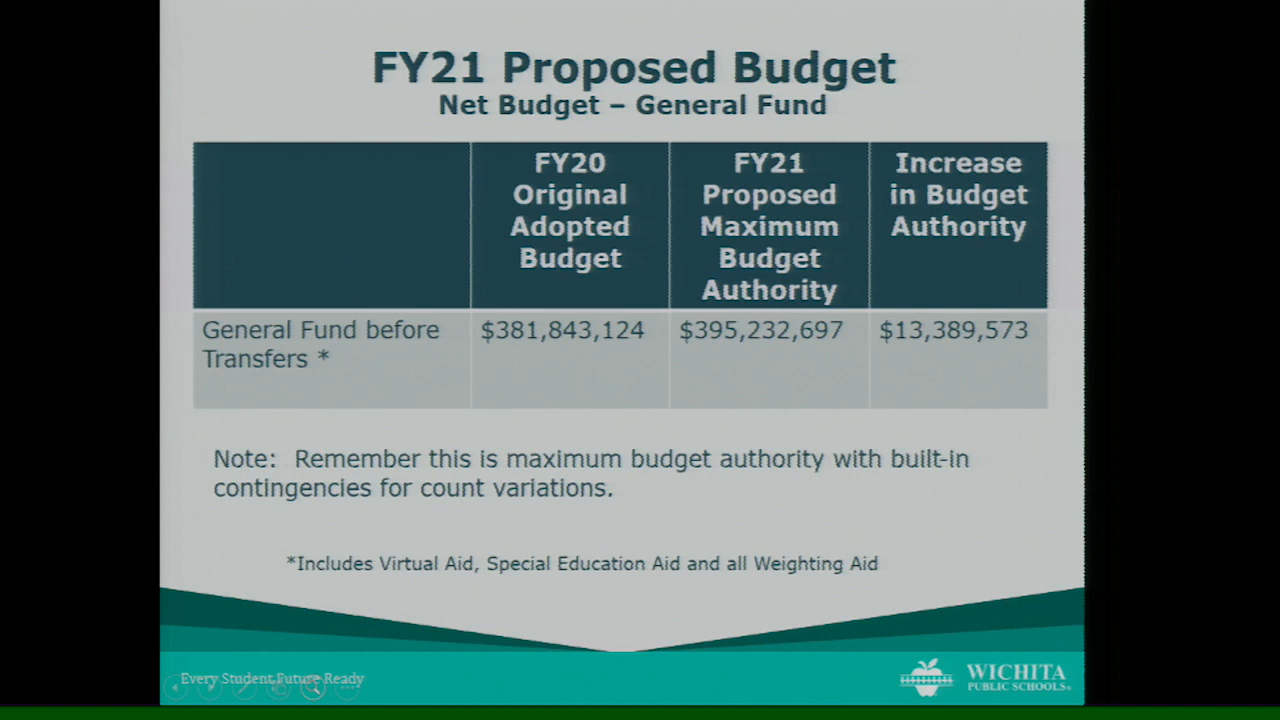 FY21 Proposed Budget
Net Budget – General Fund
FY20
Original
Adopted
Budget
FY21
Proposed
Maximum
Budget
Authority
Increase
in Budget
Authority
General Fund before
Transfers *
$381,843,124
$395,232,697
$13,389,573
Note: Remember this is maximum budget authority with built-in
contingencies for count variations.
*Includes Virtual Aid, Special Education Aid and all Weighting Aid
Every Student Future Ready
WICHITA
PUBLIC SCHOOLS®